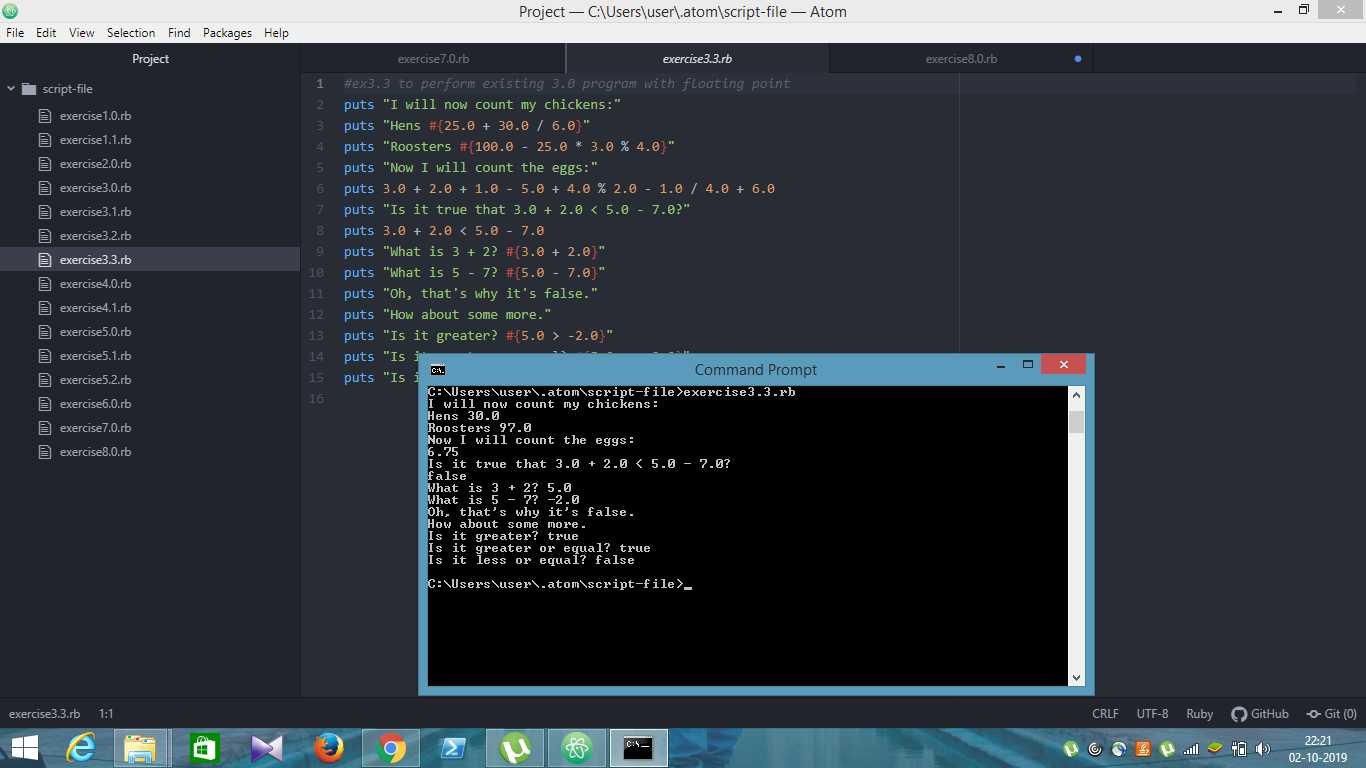 Project — C:\Users\user\.atom\script-file — Atom
File Edit View Selection Find Packages Help
Project
script-file
exercise1.0.rb
exercise1.1.rb
exercise2.0.rb
exercise3.0.rb
exercise3.1.rb
exercise3.2.rb
exercise3.3.rb
exercise4.0.rb
exercise4.1.rb
exercise5.0.rb
exercise5.1.rb
exercise5.2.rb
exercise6.0.rb
exercise7.0.rb
exercise8.0.rb
exercise7.0.rb exercise3.3.rb exercise8.0.rb
1 #ex3.3 to perform existing 3.0 program with floating point
2 puts "I will now count my chickens:"
3 puts "Hens #{25.0 + 30.0 / 6.0}"
4 puts "Roosters #{100.0 - 25.0 * 3.0 % 4.0}"
5 puts "Now I will count the eggs:"
6 puts 3.0 + 2.0 + 1.0 - 5.0 + 4.0 % 2.0 - 1.0 / 4.0 + 6.0
7 puts "Is it true that 3.0 + 2.0 < 5.0 - 7.0?"
8 puts 3.0 + 2.0 < 5.0 - 7.0
9 puts "What is 3 + 2? #{3.0 + 2.0}"
10 puts "What is 5 - 7? #{5.0 - 7.0}"
11 puts "Oh, that's why it's false."
12 puts "How about some more."
13 puts "Is it greater? #{5.0 > -2.0}"
14 puts "Is i
15 puts "Is i
16
Command Prompt
C:\Users\user\.atom\script-file>exercise3.3.rb
I will now count my chickens:
Hens 30.0
Roosters 97.0
Now I will count the eggs:
6.75
Is it true that 3.0 + 2.0 < 5.0 - 7.0?
false
What is 3 + 2? 5.0
What is 5 - 7? -2.0
Oh, that's why it's false.
How about some more.
Is it greater? true
Is it greater or equal? true
Is it less or equal? false
C:\Users\user\.atom\script-file>_
exercise3.3.rb 1:1 CRLF UTF-8 Ruby GitHub Git (0)
22:21
02-10-2019